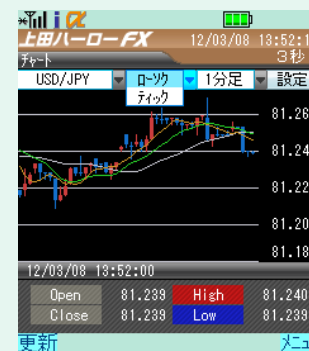 iα
上田ハーローFX 12/03/08 13:52:1
チャート 3秒
USD/JPY ローソク 1分足 設定
ティック
81.26
81.24
81.22
81.20
81.18
12/03/08 13:52:00
Open 81.239 High 81.240
Close 81.239 Low 81.239
更新 メニュ